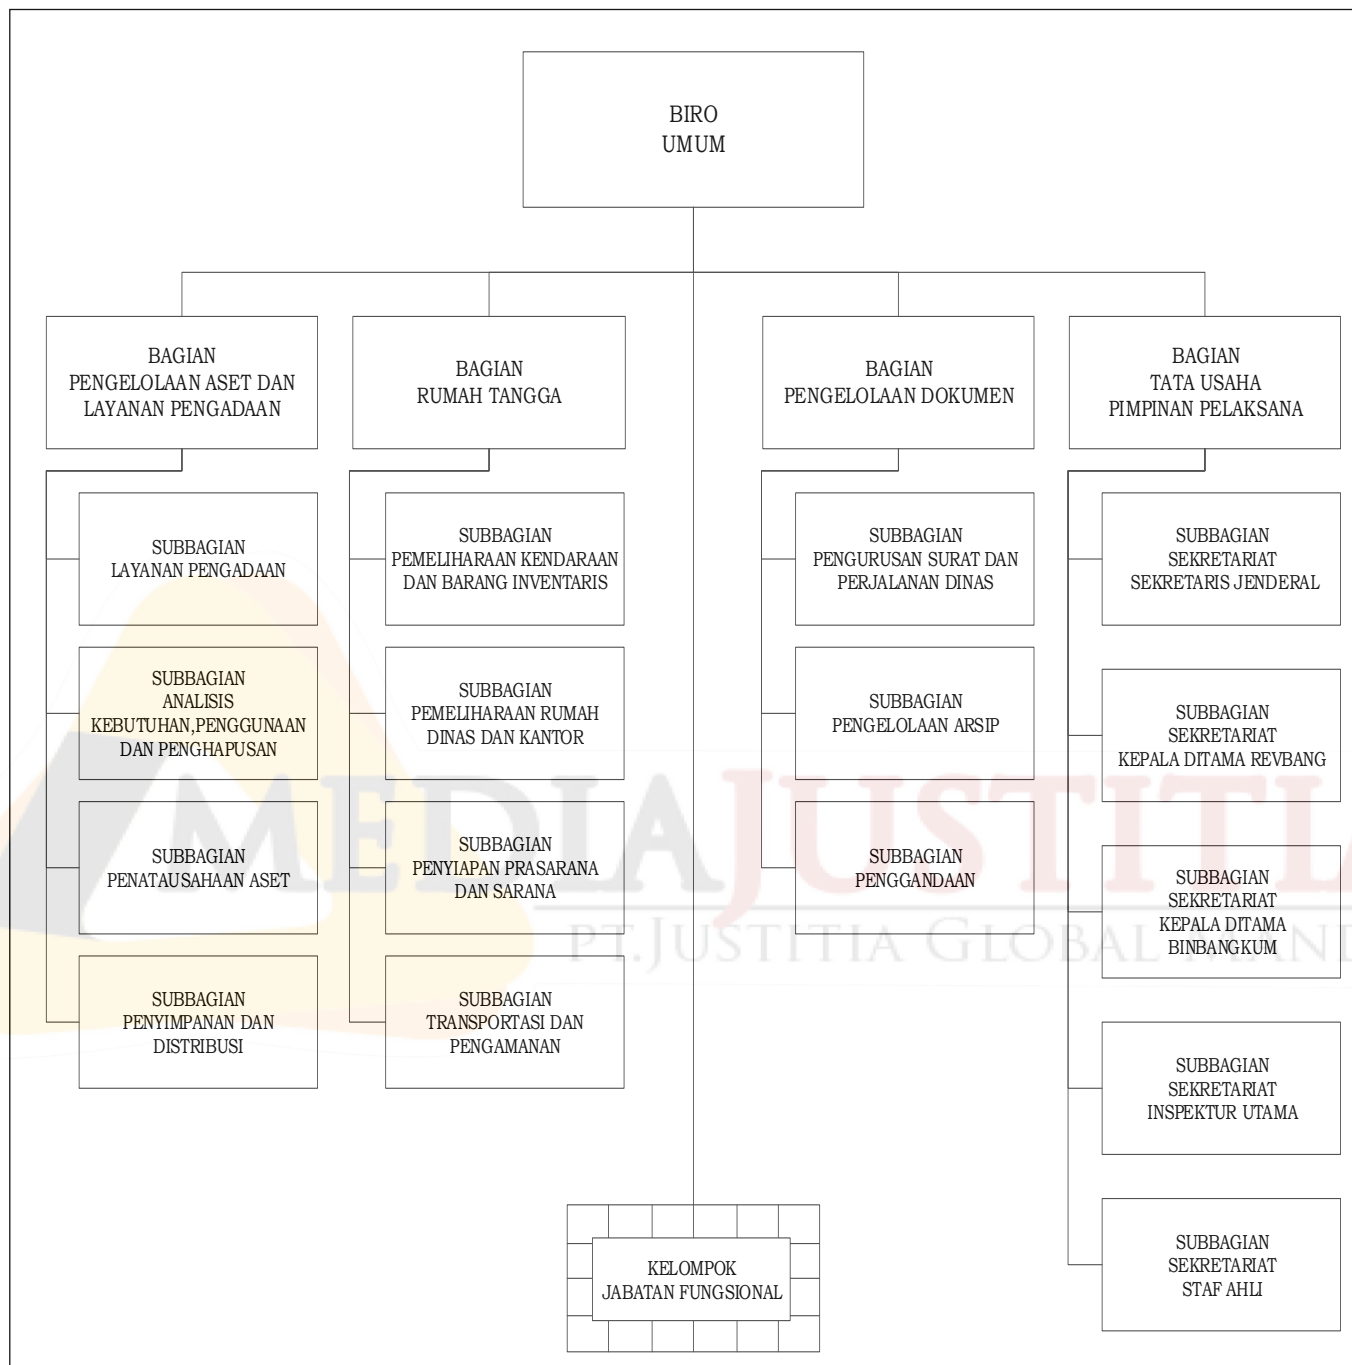 BIRO
UMUM
BAGIAN
PENGELOLAAN ASET DAN
LAYANAN PENGADAAN
BAGIAN
RUMAH TANGGA
BAGIAN
PENGELOLAAN DOKUMEN
BAGIAN
TATA USAHA
PIMPINAN PELAKSANA
SUBBAGIAN
LAYANAN PENGADAAN
SUBBAGIAN
ANALISIS
KEBUTUHAN,PENGGUNAAN
DAN PENGHAPUSAN
SUBBAGIAN
PENATAUSAHAAN ASET
SUBBAGIAN
PENYIMPANAN DAN
DISTRIBUSI
SUBBAGIAN
PEMELIHARAAN KENDARAAN
DAN BARANG INVENTARIS
SUBBAGIAN
PEMELIHARAAN RUMAH
DINAS DAN KANTOR
SUBBAGIAN
PENYIAPAN PRASARANA
DAN SARANA
SUBBAGIAN
TRANSPORTASI DAN
PENGAMANAN
SUBBAGIAN
PENGURUSAN SURAT DAN
PERJALANAN DINAS
SUBBAGIAN
PENGELOLAAN ARSIP
SUBBAGIAN
PENGGANDAAN
SUBBAGIAN
SEKRETARIAT
SEKRETARIS JENDERAL
SUBBAGIAN
SEKRETARIAT
KEPALA DITAMA REVBANG
SUBBAGIAN
SEKRETARIAT
KEPALA DITAMA
BINBANGKUM
SUBBAGIAN
SEKRETARIAT
INSPEKTUR UTAMA
SUBBAGIAN
SEKRETARIAT
STAF AHLI
KELOMPOK
JABATAN FUNGSIONAL
MEDIAJUSTITI
PT.JUSTITIA GLOBAL MAND